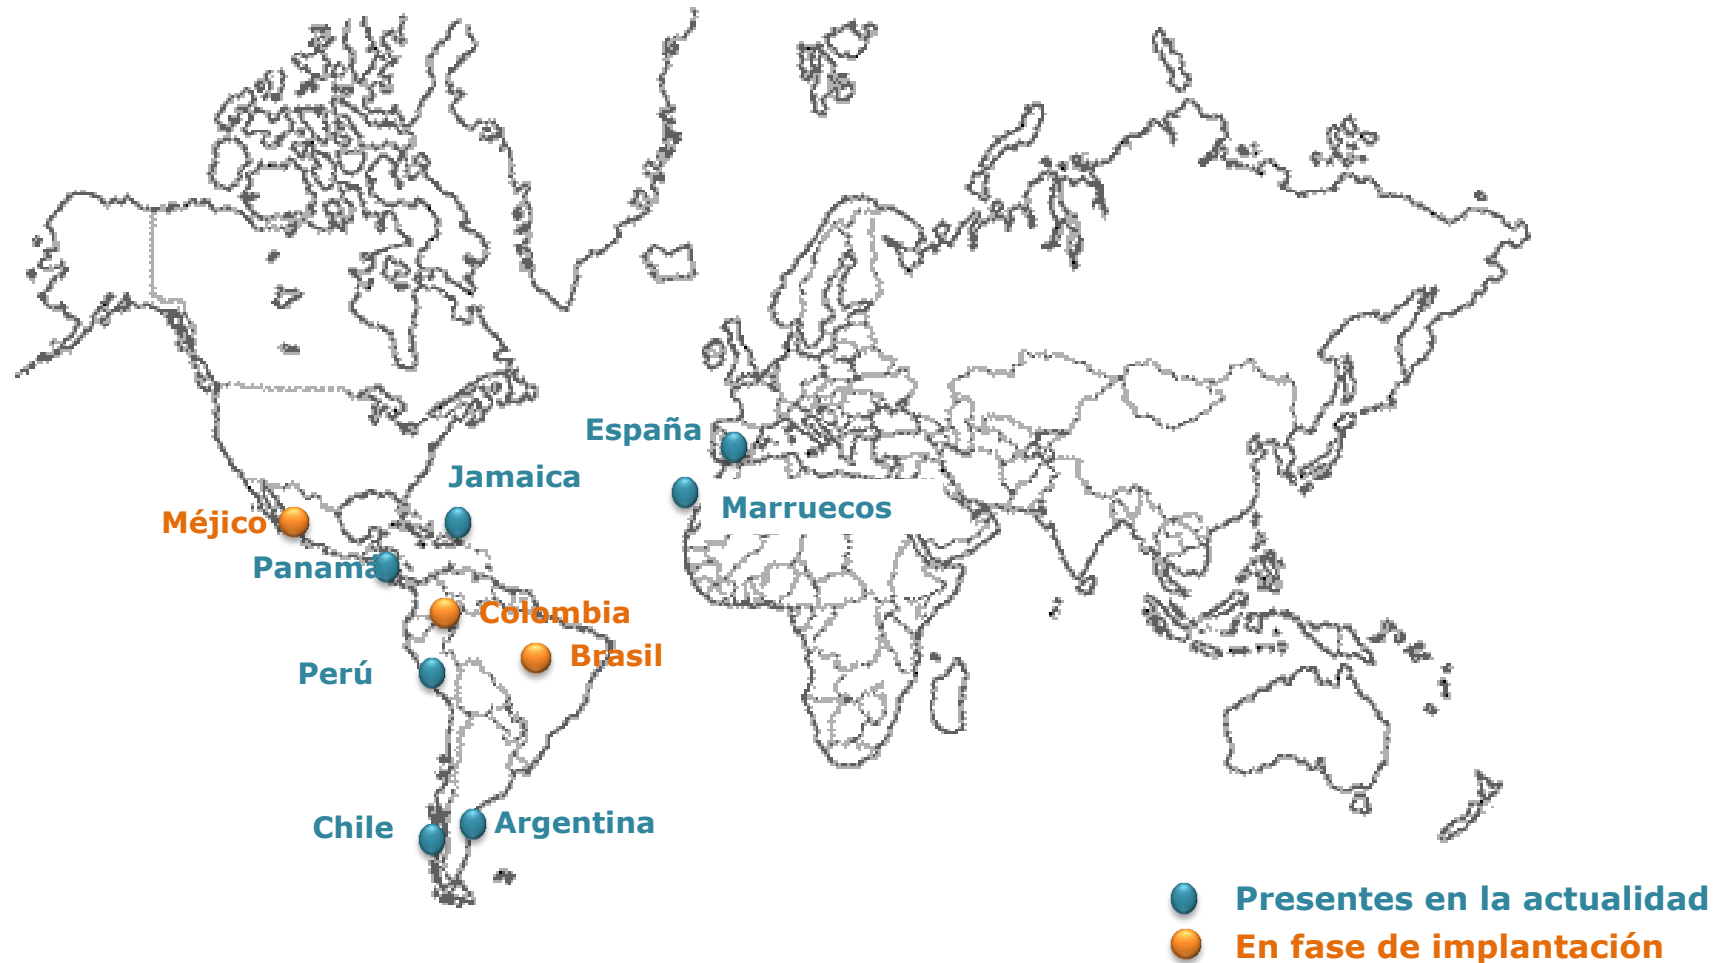 España
Jamaica
Marruecos
Méjico
Panamá
Colombia
Brasil
Perú
Chile
Argentina
Presentes en la actualidad
En fase de implantación